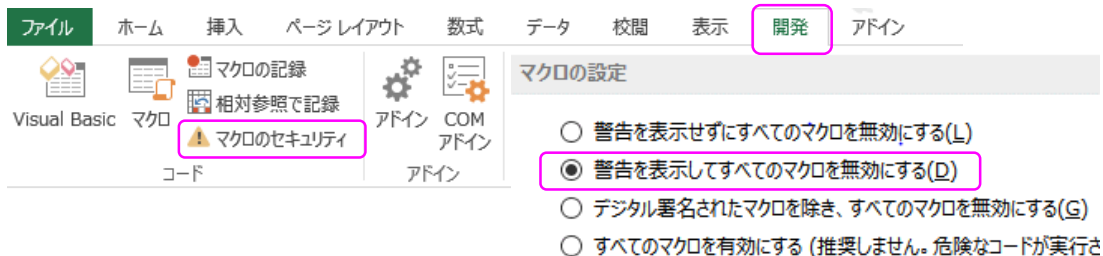 ファイル ホーム 挿入 ページ レイアウト 数式 データ 校閲 表示 開発 アドイン
Visual Basic
マクロ
マクロの記録
相対参照で記録
マクロのセキュリティ
コード
アドイン
COM
アドイン
アドイン
マクロの設定
警告を表示せずにすべてのマクロを無効にする(L)
警告を表示してすべてのマクロを無効にする(D)
デジタル署名されたマクロを除き、すべてのマクロを無効にする(G)
すべてのマクロを有効にする (推奨しません。危険なコードが実行さ